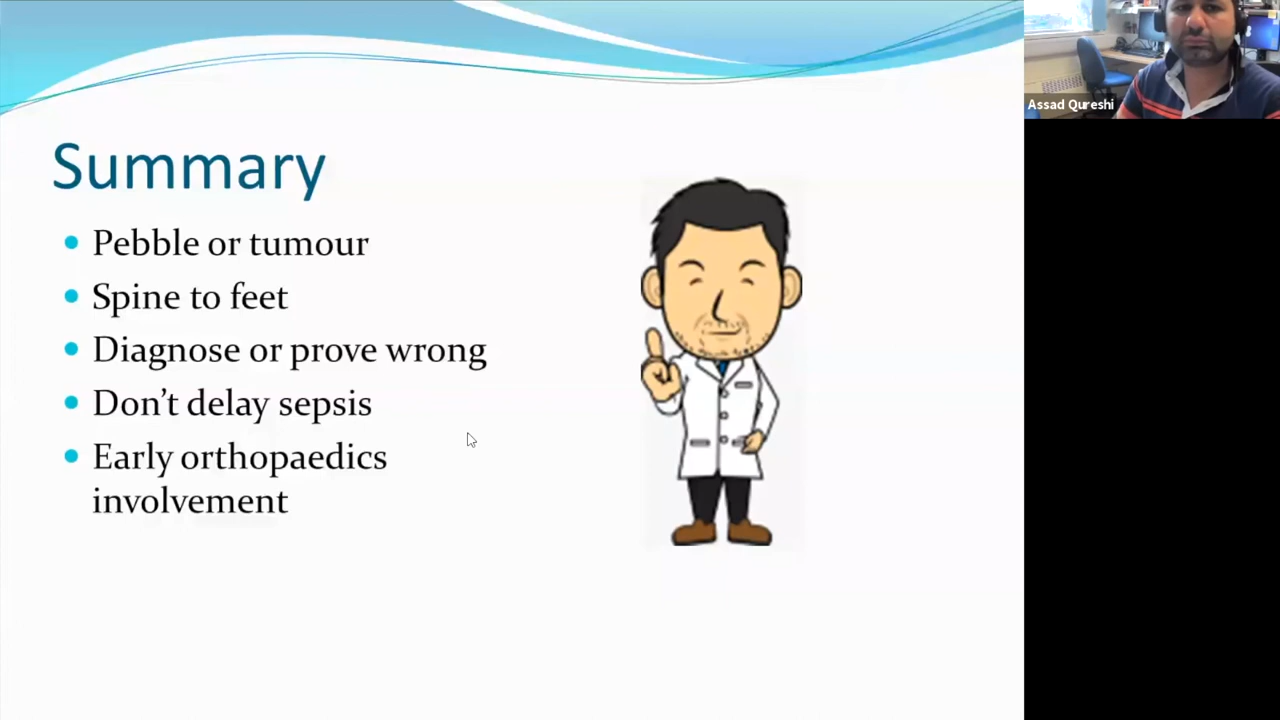 Summary
Pebble or tumour
Spine to feet
Diagnose or prove wrong
Don’t delay sepsis
Early orthopaedics
involvement
Assad Qureshi